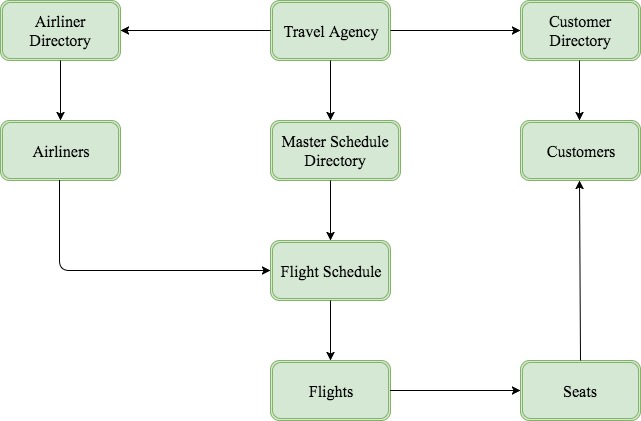 Airliner
Directory
Travel Agency
Customer
Directory
Airliners
Master Schedule
Directory
Customers
Flight Schedule
Flights
Seats